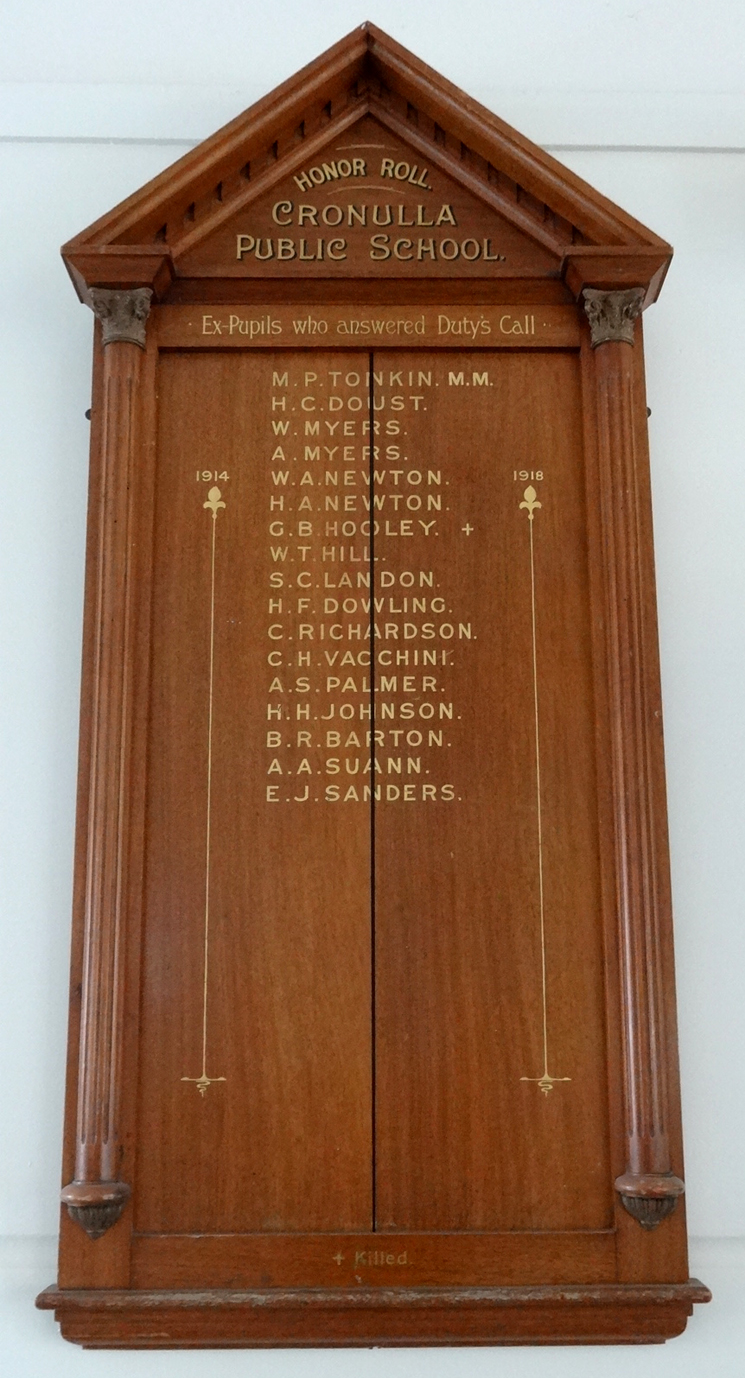 HONOR ROLL.
CRONULLA
PUBLIC SCHOOL.
· Ex-Pupils who answered Duty's Call ·
M.P.TONKIN. M.M.
H.C.DOUST.
W.MYERS.
A.MYERS.
1914 W.A.NEWTON. 1918
H.A.NEWTON.
G.B.HOOLEY. +
W.T.HILL.
S.C.LANDON.
H.F.DOWLING.
C.RICHARDSON.
C.H.VACCHINI.
A.S.PALMER.
H.H.JOHNSON.
B.R.BARTON.
A.A.SUANN.
E.J.SANDERS.
+ Killed.